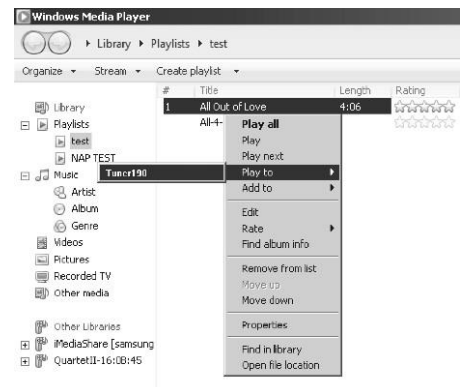 Windows Media Player
Library ▸ Playlists ▸ test
Organize Stream Create playlist
# Title Length Rating
1 All Out of Love 4:06
All-4-
Library
Playlists
test
NAP TEST
Music
Artist
Album
Genre
Videos
Pictures
Recorded TV
Other media
Other Libraries
iMediaShare [samsung
QuartetII-16:0B:45
Tuner190
Play all
Play
Play next
Play to
Add to
Edit
Rate
Find album info
Remove from list
Move up
Move down
Properties
Find in library
Open file location